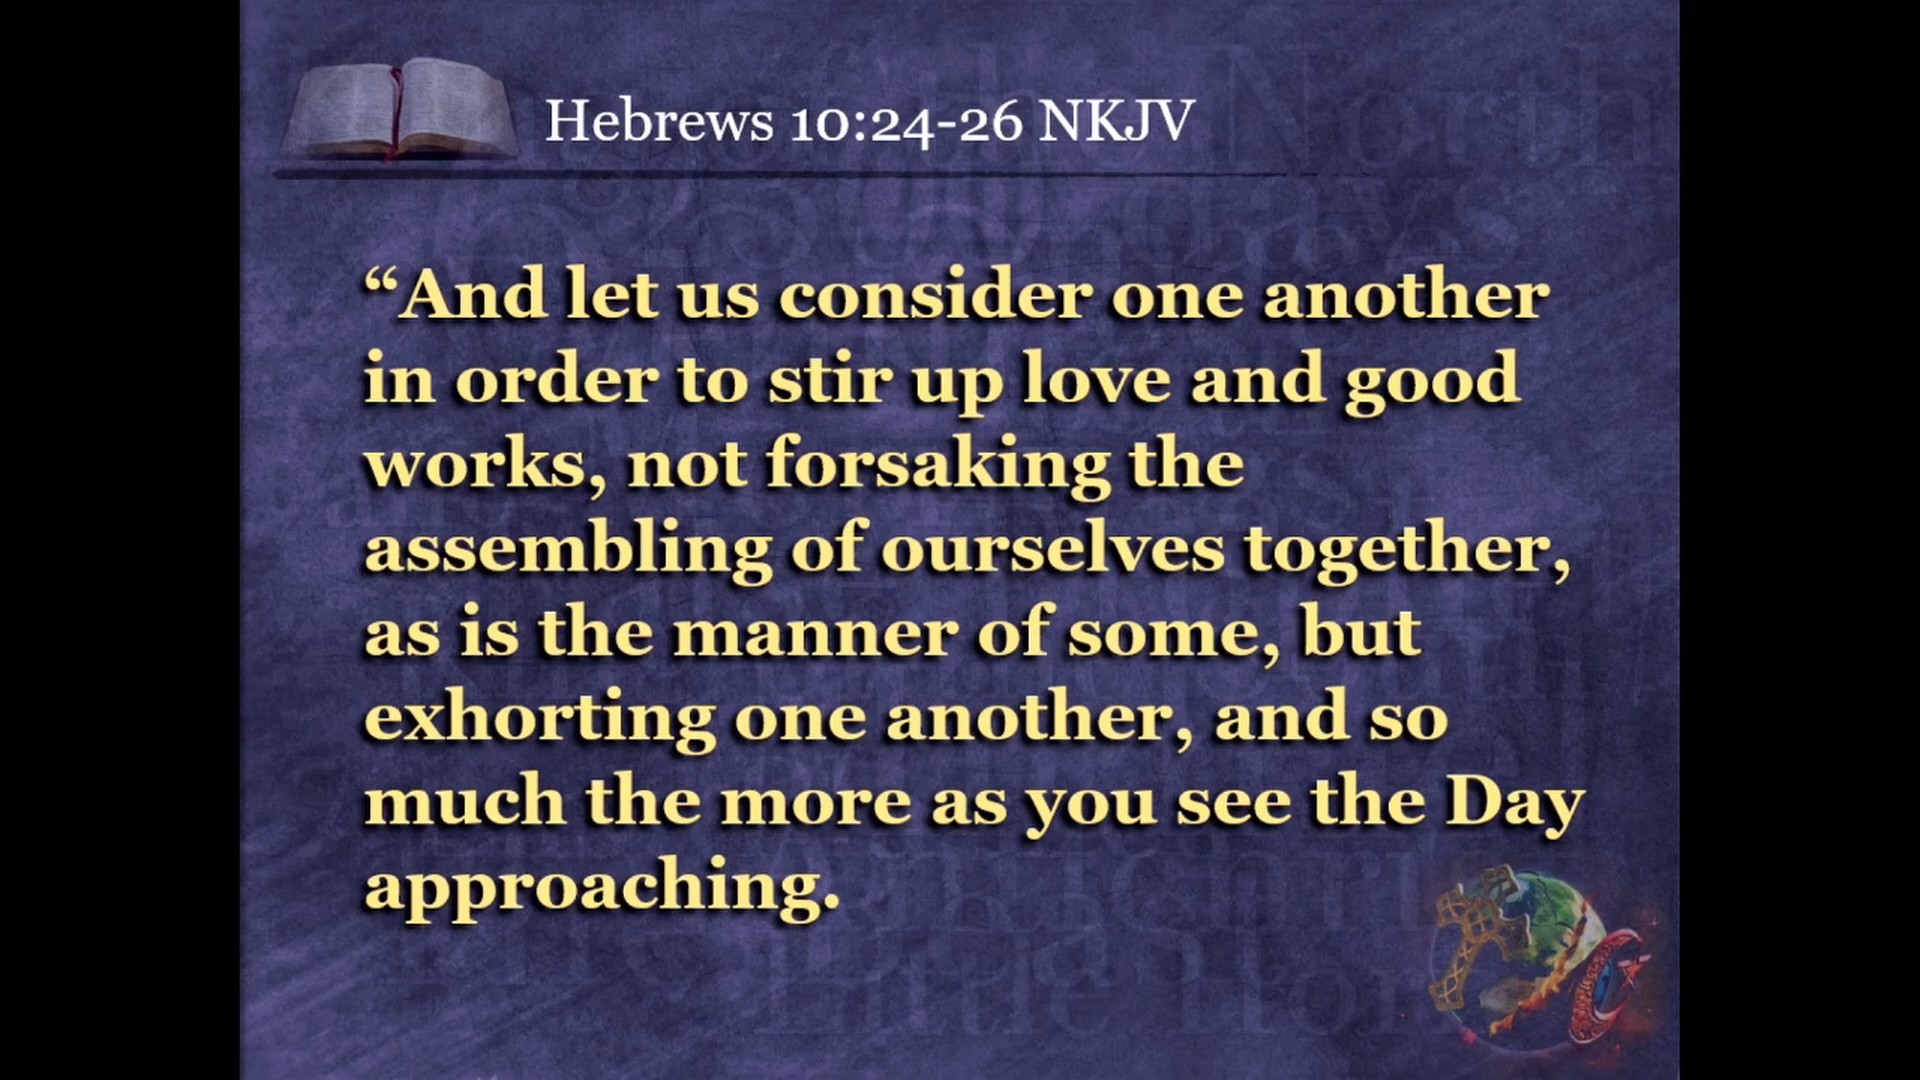 Hebrews 10:24-26 NKJV
“And let us consider one another
in order to stir up love and good
works, not forsaking the
assembling of ourselves together,
as is the manner of some, but
exhorting one another, and so
much the more as you see the Day
approaching.